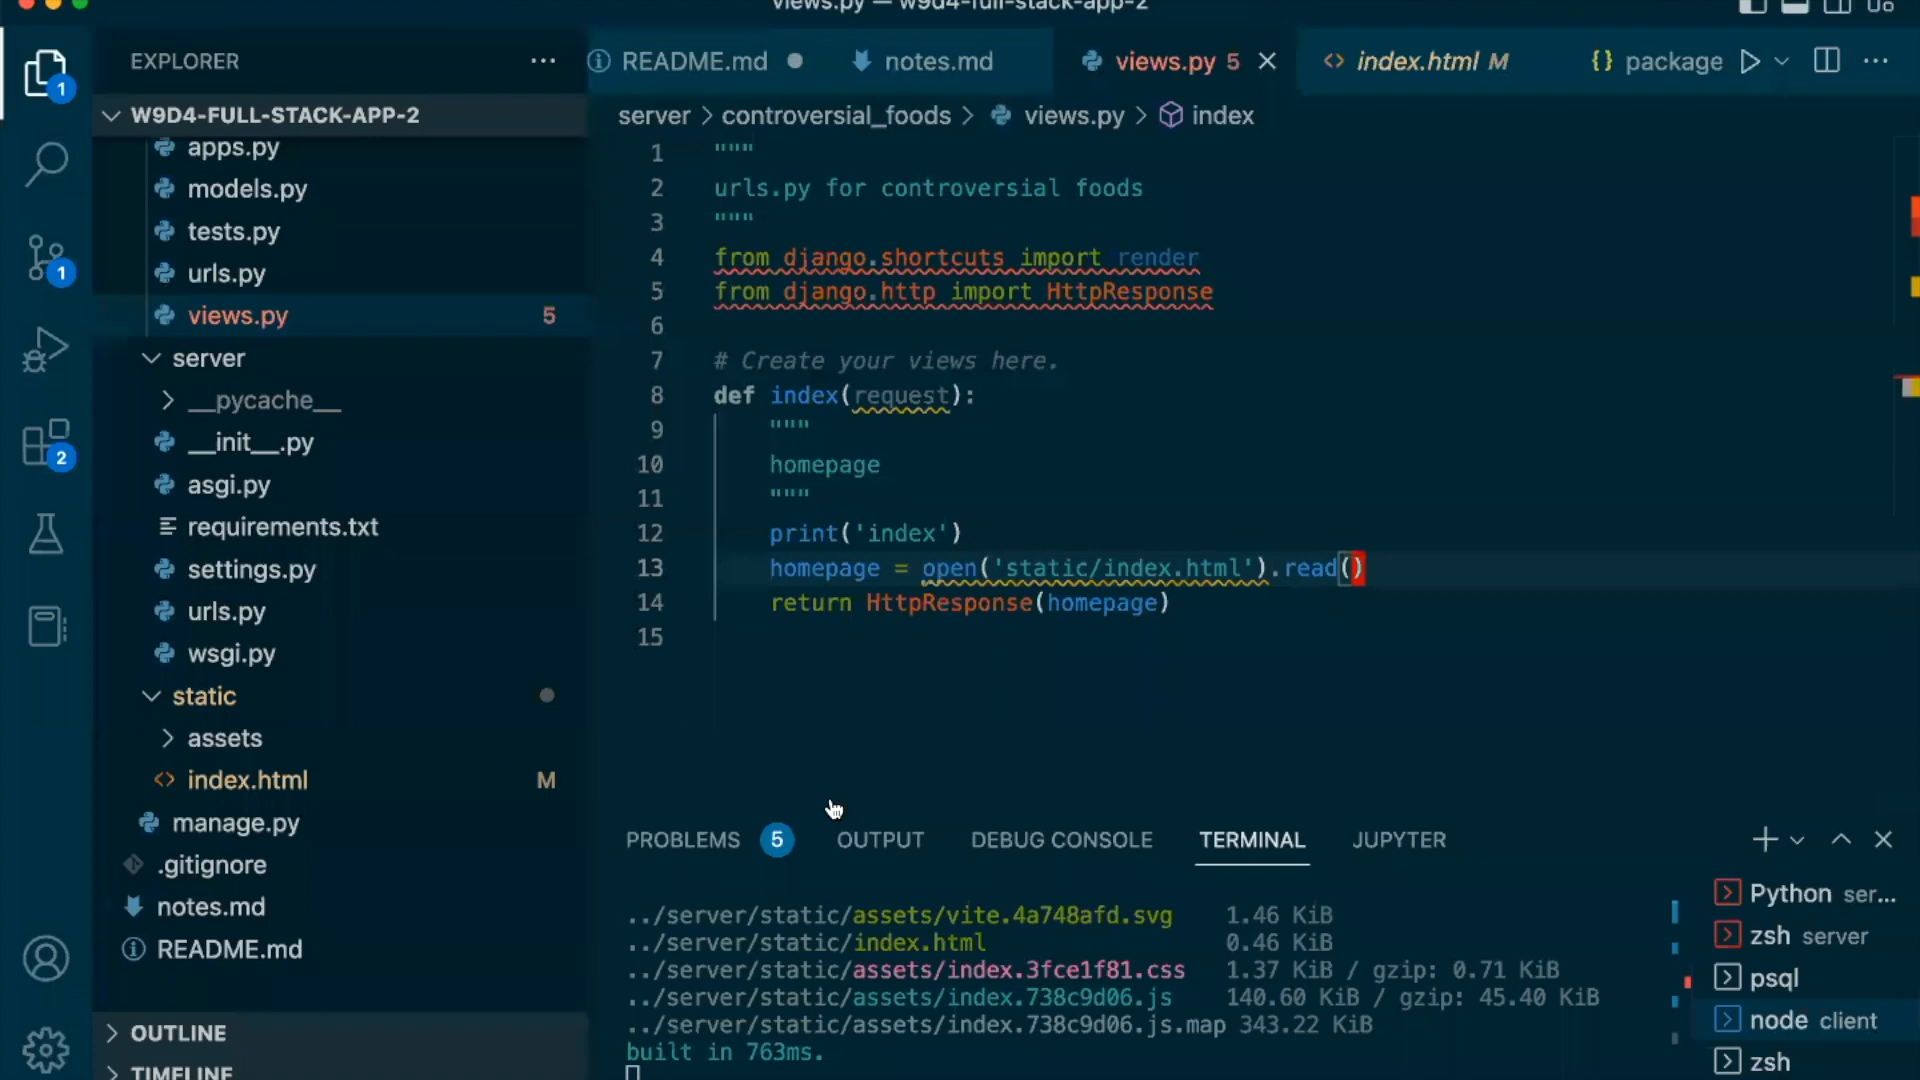 views.py — w9d4-full-stack-app-2
EXPLORER
README.md
notes.md
views.py 5
<> index.html M
{} package
1
W9D4-FULL-STACK-APP-2
server > controversial_foods > views.py > index
apps.py
models.py
tests.py
urls.py
views.py 5
server
__pycache__
__init__.py
asgi.py
requirements.txt
settings.py
urls.py
wsgi.py
static
assets
<> index.html M
manage.py
.gitignore
notes.md
README.md
OUTLINE
TIMELINE
1
2
1 """
2 urls.py for controversial foods
3 """
4 from django.shortcuts import render
5 from django.http import HttpResponse
6
7 # Create your views here.
8 def index(request):
9 """
10 homepage
11 """
12 print('index')
13 homepage = open('static/index.html').read()
14 return HttpResponse(homepage)
15
PROBLEMS 5 OUTPUT DEBUG CONSOLE TERMINAL JUPYTER
../server/static/assets/vite.4a748afd.svg 1.46 KiB
../server/static/index.html 0.46 KiB
../server/static/assets/index.3fce1f81.css 1.37 KiB / gzip: 0.71 KiB
../server/static/assets/index.738c9d06.js 140.60 KiB / gzip: 45.40 KiB
../server/static/assets/index.738c9d06.js.map 343.22 KiB
built in 763ms.
Python ser...
zsh server
psql
node client
zsh